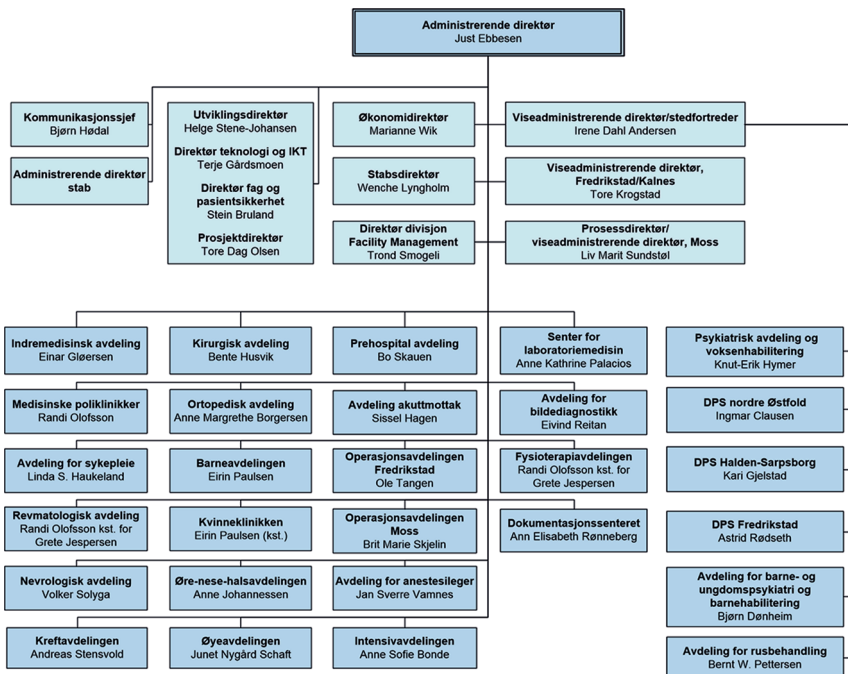 Administrerende direktør
Just Ebbesen
Kommunikasjonssjef
Bjørn Hødal
Administrerende direktør
stab
Utviklingsdirektør
Helge Stene-Johansen
Direktør teknologi og IKT
Terje Gårdsmoen
Direktør fag og
pasientsikkerhet
Stein Bruland
Prosjektdirektør
Tore Dag Olsen
Økonomidirektør
Marianne Wik
Stabsdirektør
Wenche Lyngholm
Direktør divisjon
Facility Management
Trond Smogeli
Viseadministrerende direktør/stedfortreder
Irene Dahl Andersen
Viseadministrerende direktør,
Fredrikstad/Kalnes
Tore Krogstad
Prosessdirektør/
viseadministrerende direktør, Moss
Liv Marit Sundstøl
Indremedisinsk avdeling
Einar Gløersen
Kirurgisk avdeling
Bente Husvik
Prehospital avdeling
Bo Skauen
Senter for
laboratoriemedisin
Anne Kathrine Palacios
Psykiatrisk avdeling og
voksenhabilitering
Knut-Erik Hymer
Medisinske poliklinikker
Randi Olofsson
Ortopedisk avdeling
Anne Margrethe Borgersen
Avdeling akuttmottak
Sissel Hagen
Avdeling for
bildediagnostikk
Eivind Reitan
DPS nordre Østfold
Ingmar Clausen
Avdeling for sykepleie
Linda S. Haukeland
Barneavdelingen
Eirin Paulsen
Operasjonsavdelingen
Fredrikstad
Ole Tangen
Fysioterapiavdelingen
Randi Olofsson kst. for
Grete Jespersen
DPS Halden-Sarpsborg
Kari Gjelstad
Revmatologisk avdeling
Randi Olofsson kst. for
Grete Jespersen
Kvinneklinikken
Eirin Paulsen (kst.)
Operasjonsavdelingen
Moss
Brit Marie Skjelin
Dokumentasjonssenteret
Ann Elisabeth Rønneberg
DPS Fredrikstad
Astrid Rødseth
Nevrologisk avdeling
Volker Solyga
Øre-nese-halsavdelingen
Anne Johannessen
Avdeling for anestesileger
Jan Sverre Vamnes
Avdeling for barne- og
ungdomspsykiatri og
barnehabilitering
Bjørn Dønheim
Kreftavdelingen
Andreas Stensvold
Øyeavdelingen
Junet Nygård Schaft
Intensivavdelingen
Anne Sofie Bonde
Avdeling for rusbehandling
Bernt W. Pettersen